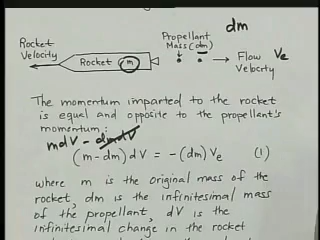 dm
Propellant
Rocket Mass (dm)
Velocity Rocket m → Flow Ve
Velocity
The momentum imparted to the rocket
is equal and opposite to the propellant's
momentum:
mdV - dmdV
(m-dm) dV = -(dm) Ve (1)
where m is the original mass of the
rocket, dm is the infinitesimal mass
of the propellant, dV is the
infinitesimal change in the rocket